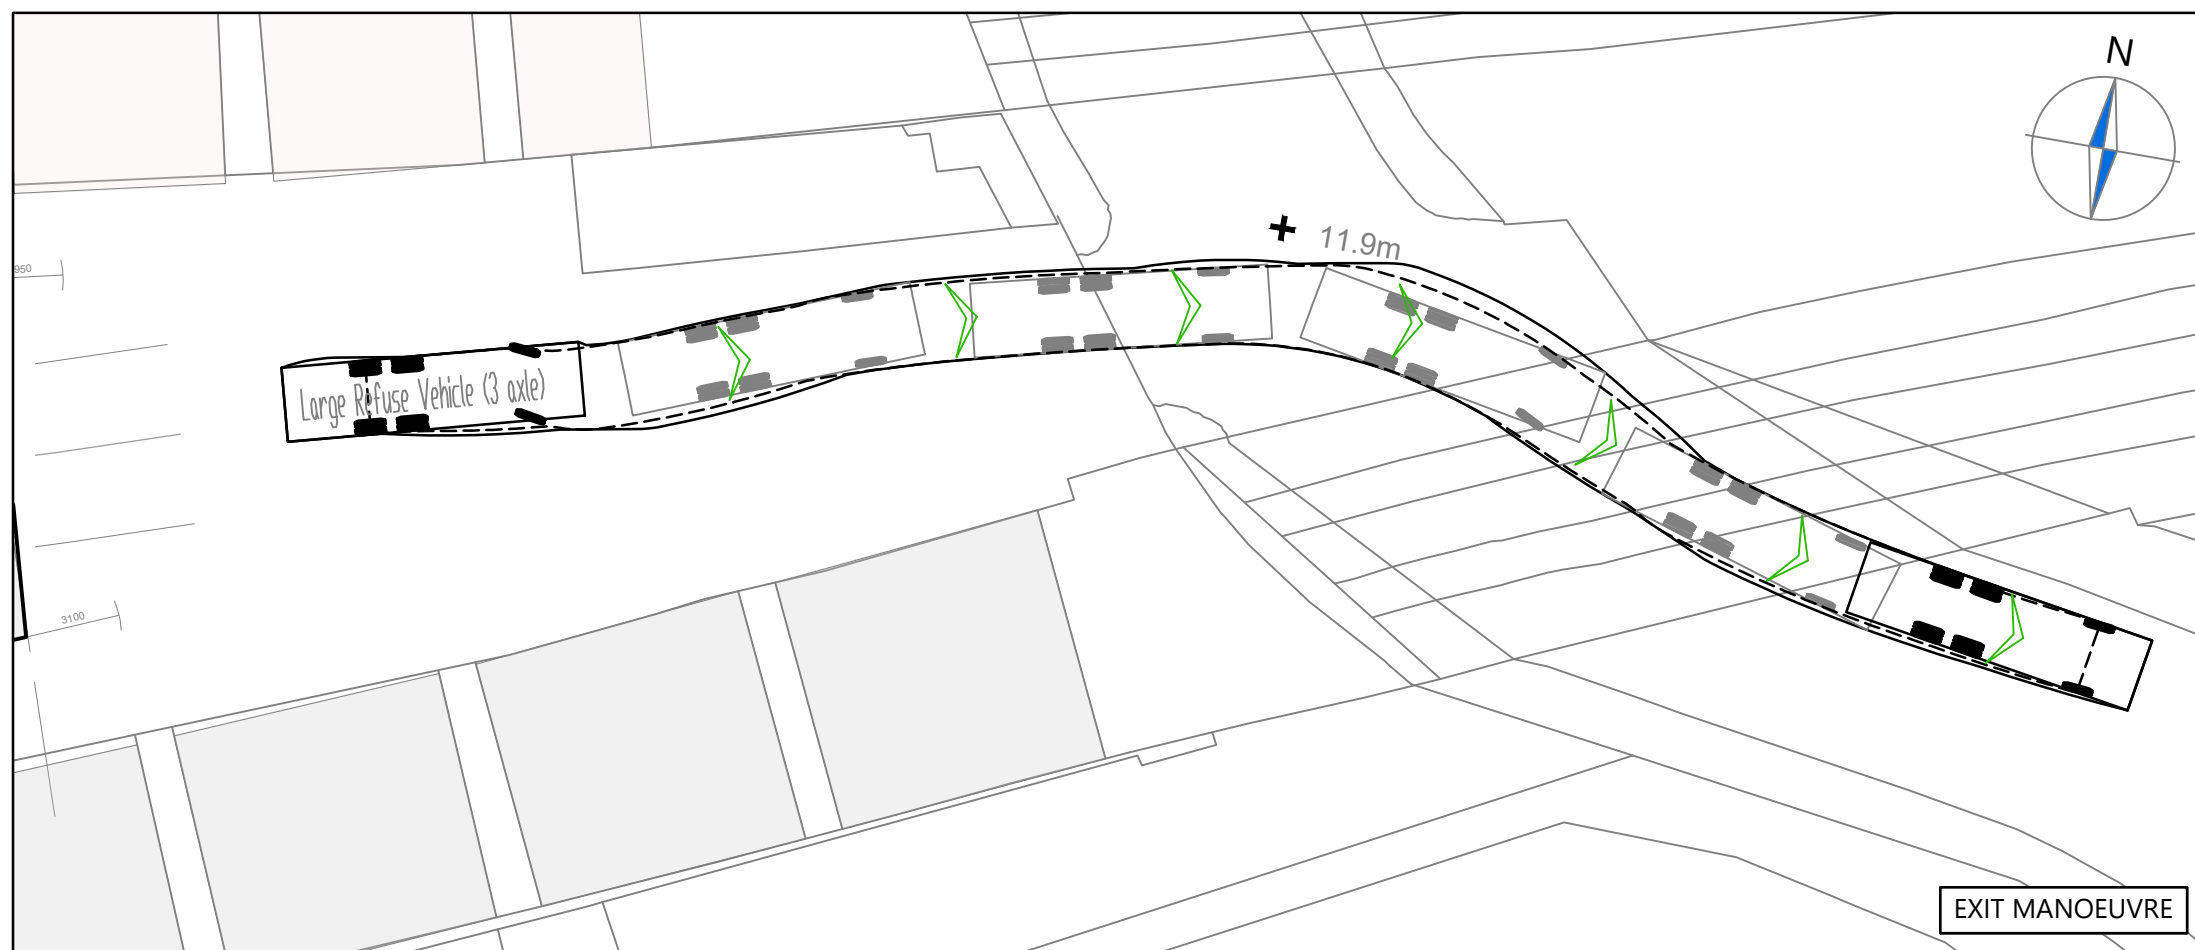 N
11.9m
950
Large Refuse Vehicle (3 axle)
3100
EXIT MANOEUVRE